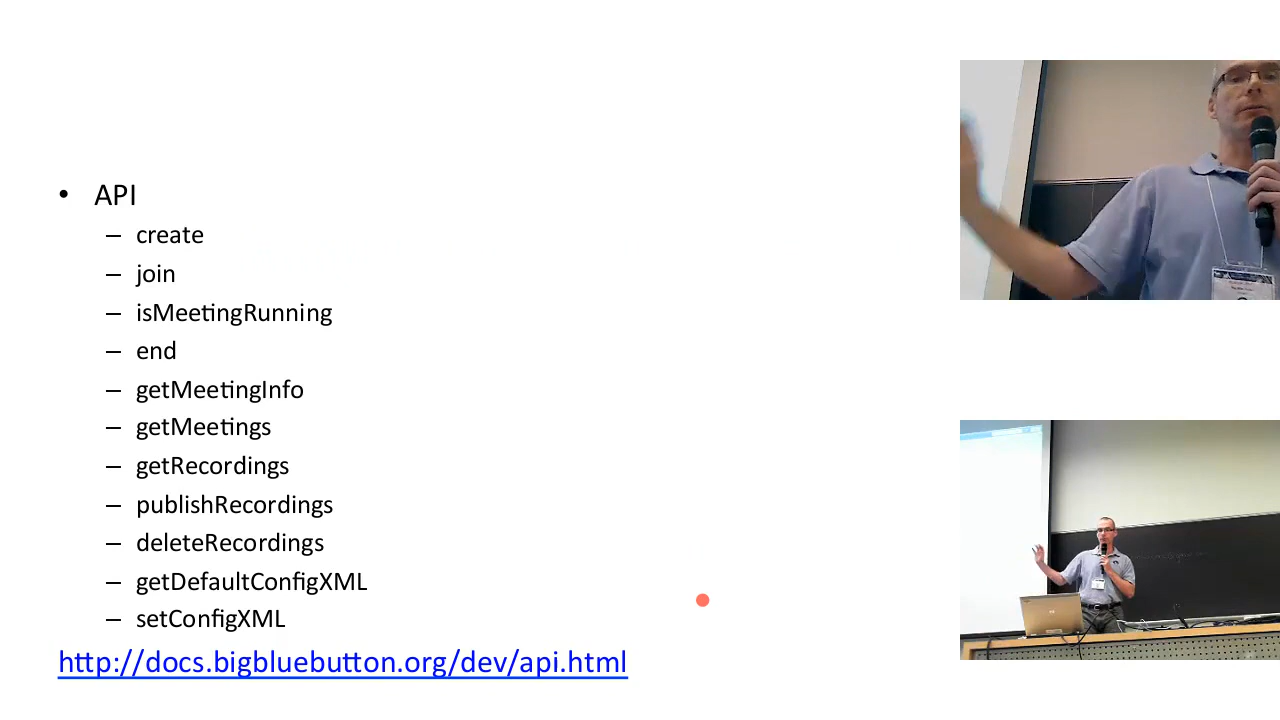 • API
– create
– join
– isMeetingRunning
– end
– getMeetingInfo
– getMeetings
– getRecordings
– publishRecordings
– deleteRecordings
– getDefaultConfigXML
– setConfigXML
http://docs.bigbluebutton.org/dev/api.html